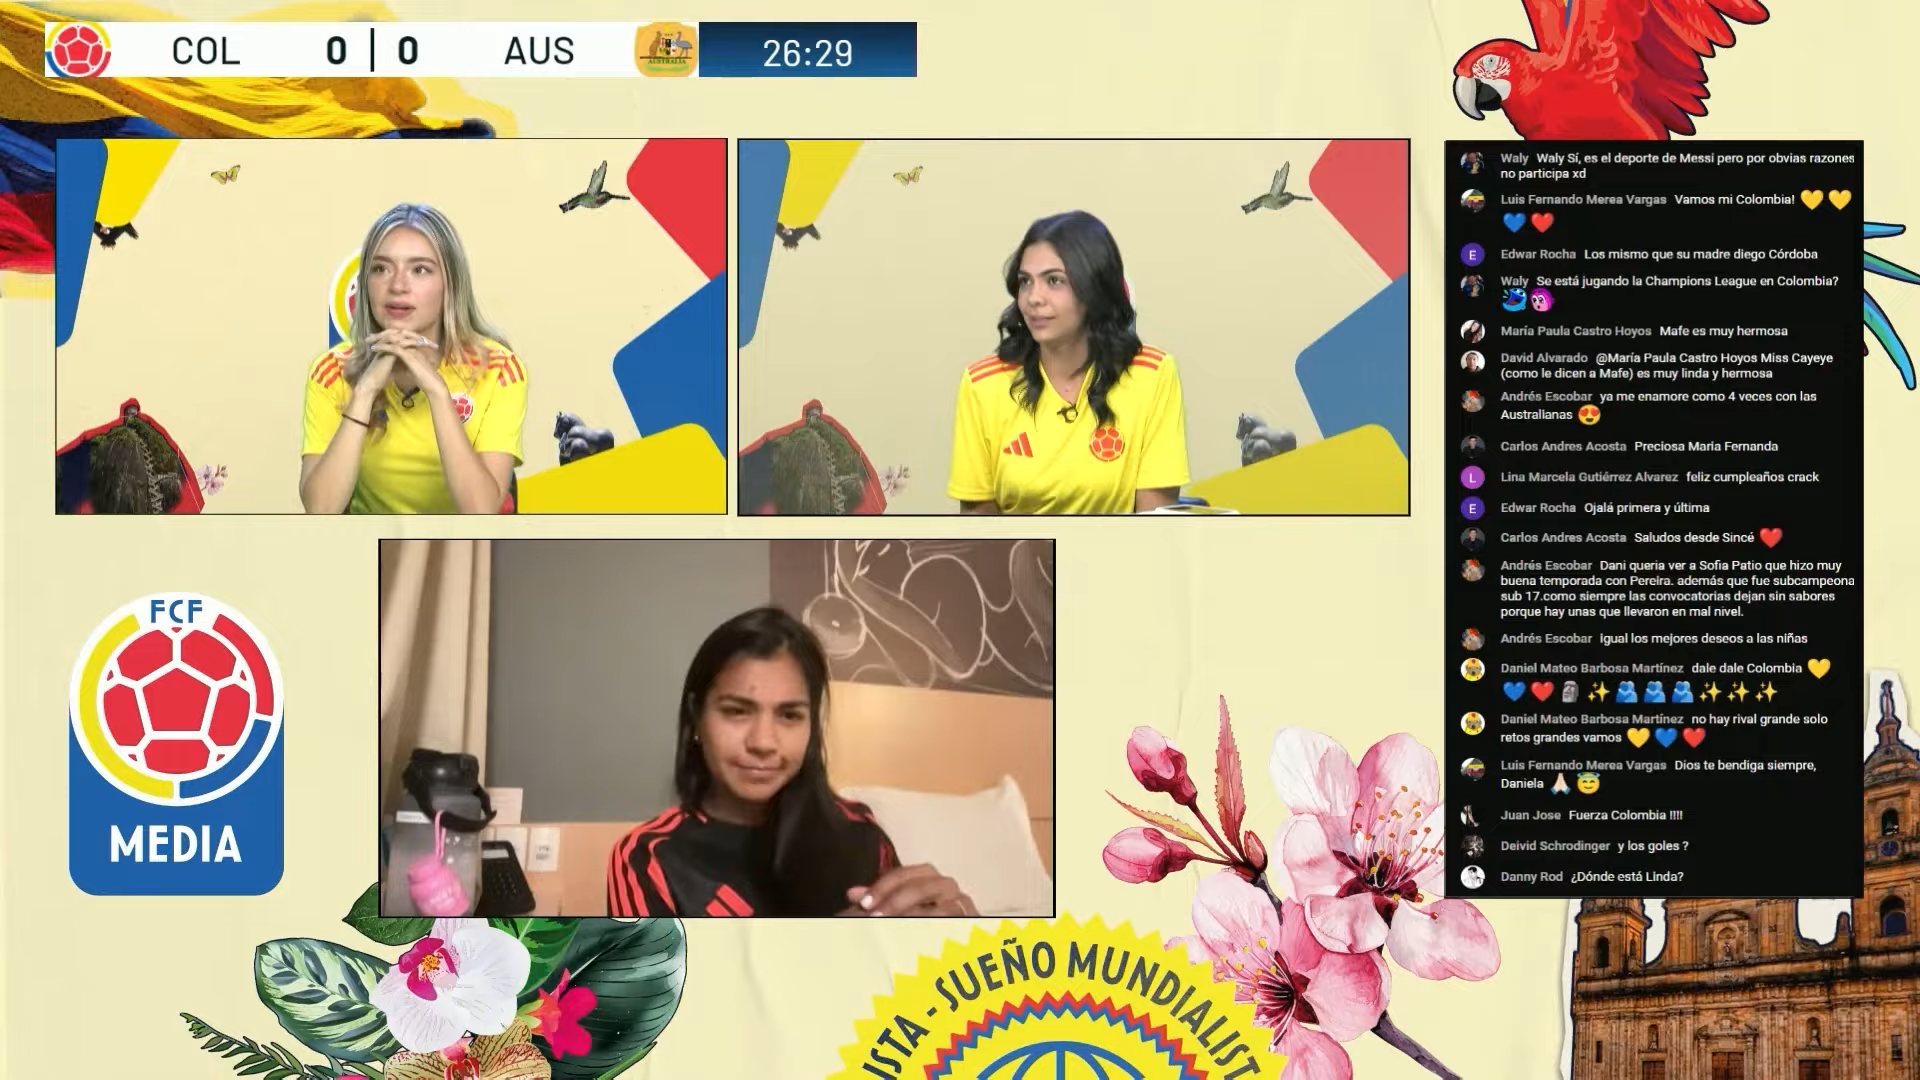 COL 0 | 0 AUS 26:29
AUSTRALIA
Waly Waly Sí, es el deporte de Messi pero por obvias razones
no participa xd
Luis Fernando Merea Vargas Vamos mi Colombia! 💛 💛
💙 ❤️
E Edwar Rocha Los mismo que su madre diego Córdoba
Waly Se está jugando la Champions League en Colombia?
María Paula Castro Hoyos Mafe es muy hermosa
David Alvarado @María Paula Castro Hoyos Miss Cayeye
(como le dicen a Mafe) es muy linda y hermosa
Andrés Escobar ya me enamore como 4 veces con las
Australianas 😍
Carlos Andres Acosta Preciosa Maria Fernanda
L Lina Marcela Gutiérrez Alvarez feliz cumpleaños crack
E Edwar Rocha Ojalá primera y última
Carlos Andres Acosta Saludos desde Sincé ❤️
Andrés Escobar Dani queria ver a Sofia Patio que hizo muy
buena temporada con Pereira. además que fue subcampeona
sub 17.como siempre las convocatorias dejan sin sabores
porque hay unas que llevaron en mal nivel.
Andrés Escobar Igual los mejores deseos a las niñas
Daniel Mateo Barbosa Martínez dale dale Colombia 💛
💙 ❤️ 🗿 ✨ 🫂 🫂 🫂 ✨ ✨ ✨
Daniel Mateo Barbosa Martínez no hay rival grande solo
retos grandes vamos 💛 💙 ❤️
Luis Fernando Merea Vargas Dios te bendiga siempre,
Daniela 🙏🏻 😇
Juan Jose Fuerza Colombia !!!!
Deivid Schrodinger y los goles ?
Danny Rod ¿Dónde está Linda?
FCF
MEDIA
ISTA - SUEÑO MUNDIALIST